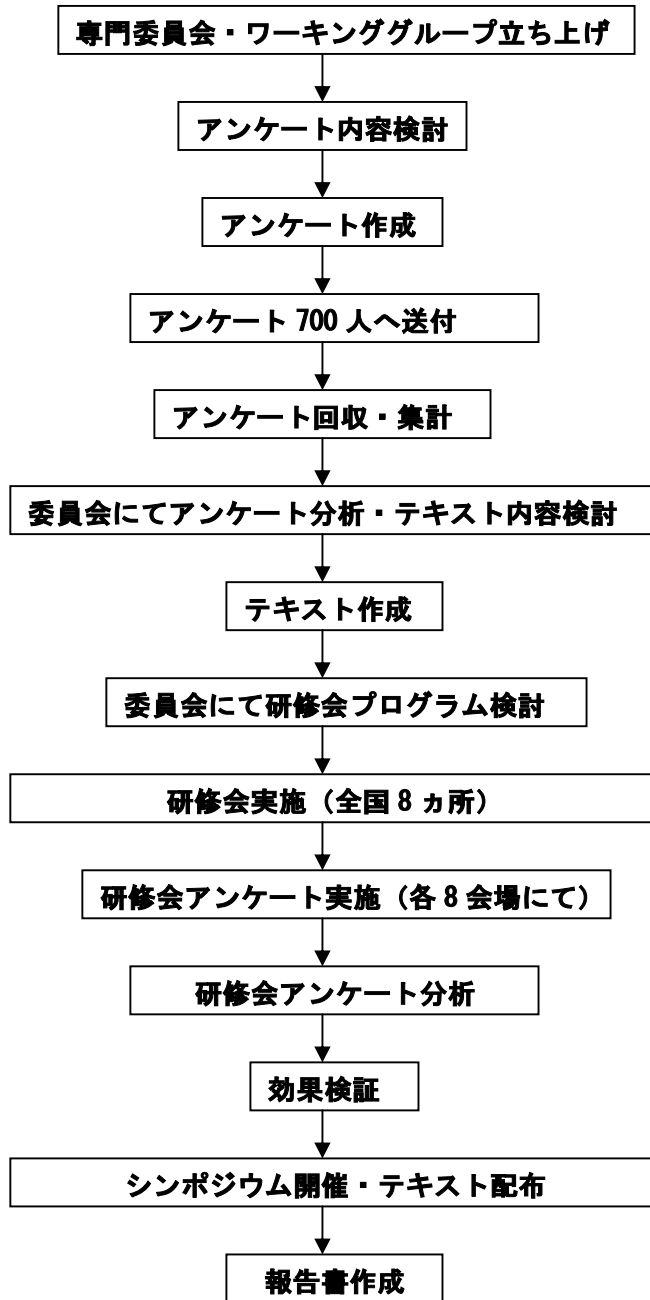 専門委員会・ワーキンググループ立ち上げ
アンケート内容検討
アンケート作成
アンケート 700 人へ送付
アンケート回収・集計
委員会にてアンケート分析・テキスト内容検討
テキスト作成
委員会にて研修会プログラム検討
研修会実施（全国 8 ヵ所）
研修会アンケート実施（各 8 会場にて）
研修会アンケート分析
効果検証
シンポジウム開催・テキスト配布
報告書作成